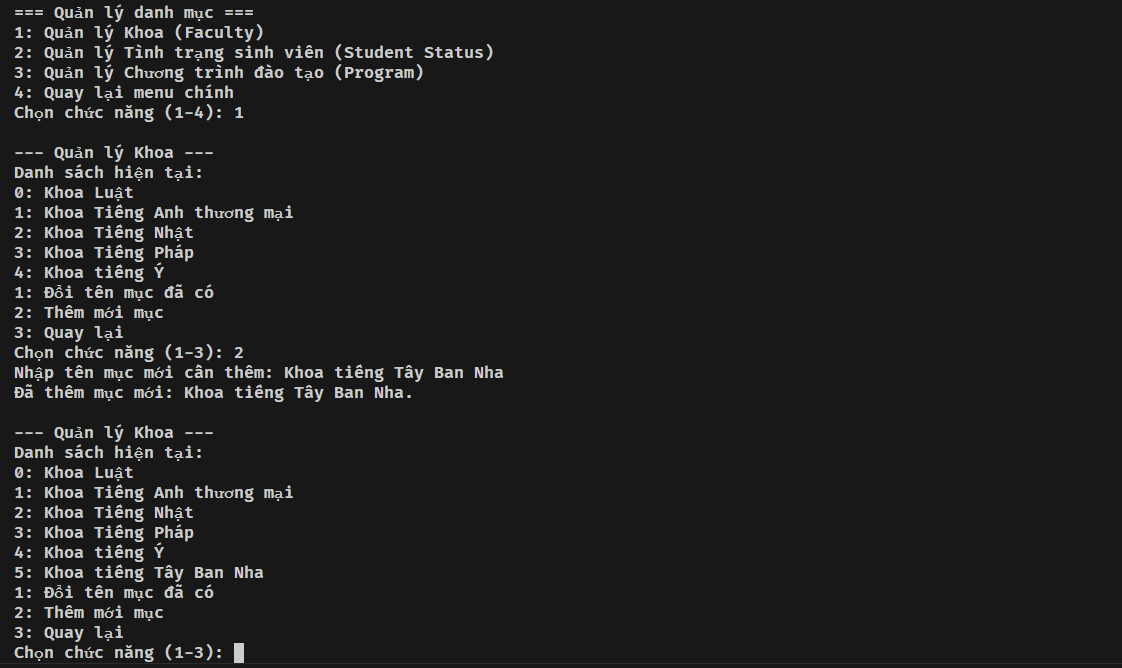 === Quản lý danh mục ===
1: Quản lý Khoa (Faculty)
2: Quản lý Tình trạng sinh viên (Student Status)
3: Quản lý Chương trình đào tạo (Program)
4: Quay lại menu chính
Chọn chức năng (1-4): 1

--- Quản lý Khoa ---
Danh sách hiện tại:
0: Khoa Luật
1: Khoa Tiếng Anh thương mại
2: Khoa Tiếng Nhật
3: Khoa Tiếng Pháp
4: Khoa tiếng Ý
1: Đổi tên mục đã có
2: Thêm mới mục
3: Quay lại
Chọn chức năng (1-3): 2
Nhập tên mục mới cần thêm: Khoa tiếng Tây Ban Nha
Đã thêm mục mới: Khoa tiếng Tây Ban Nha.

--- Quản lý Khoa ---
Danh sách hiện tại:
0: Khoa Luật
1: Khoa Tiếng Anh thương mại
2: Khoa Tiếng Nhật
3: Khoa Tiếng Pháp
4: Khoa tiếng Ý
5: Khoa tiếng Tây Ban Nha
1: Đổi tên mục đã có
2: Thêm mới mục
3: Quay lại
Chọn chức năng (1-3):